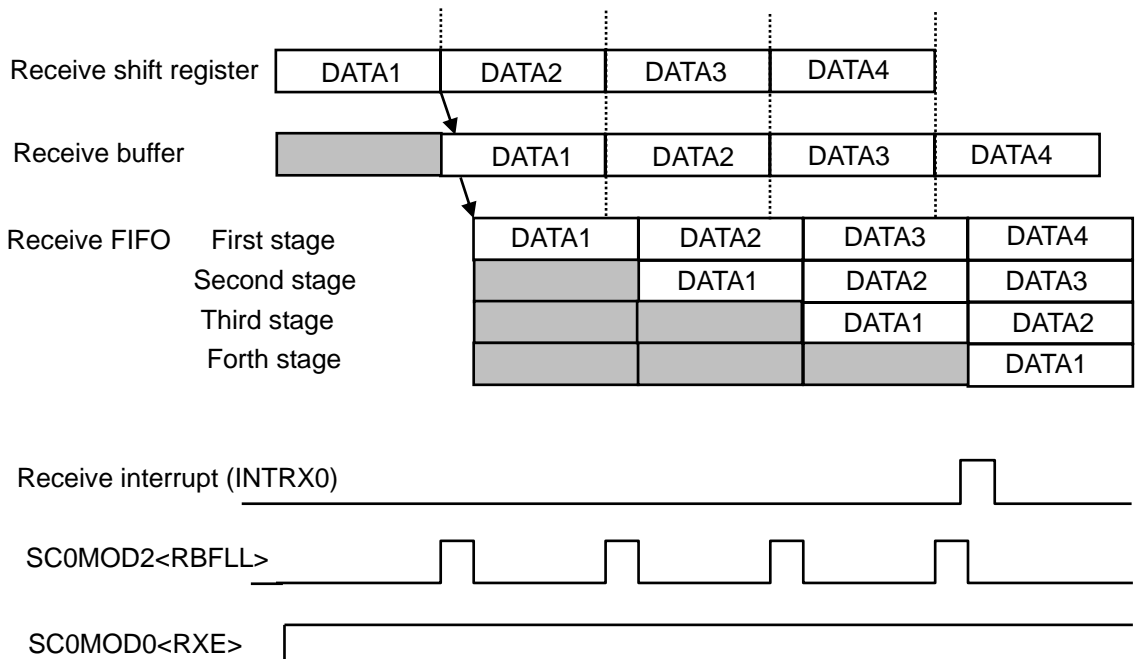 Receive shift register DATA1 DATA2 DATA3 DATA4
Receive buffer DATA1 DATA2 DATA3 DATA4
Receive FIFO First stage DATA1 DATA2 DATA3 DATA4
Second stage DATA1 DATA2 DATA3
Third stage DATA1 DATA2
Forth stage DATA1
Receive interrupt (INTRX0)
SC0MOD2<RBFLL>
SC0MOD0<RXE>